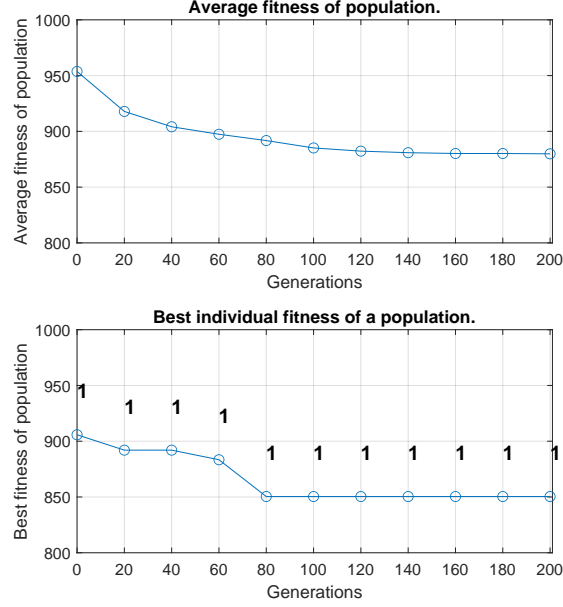 Average fitness of population.
Average fitness of population
1000
950
900
850
800
0 20 40 60 80 100 120 140 160 180 200
Generations
Best individual fitness of a population.
Best fitness of population
1000
950
900
850
800
1 1 1 1 1 1 1 1 1 1 1
0 20 40 60 80 100 120 140 160 180 200
Generations